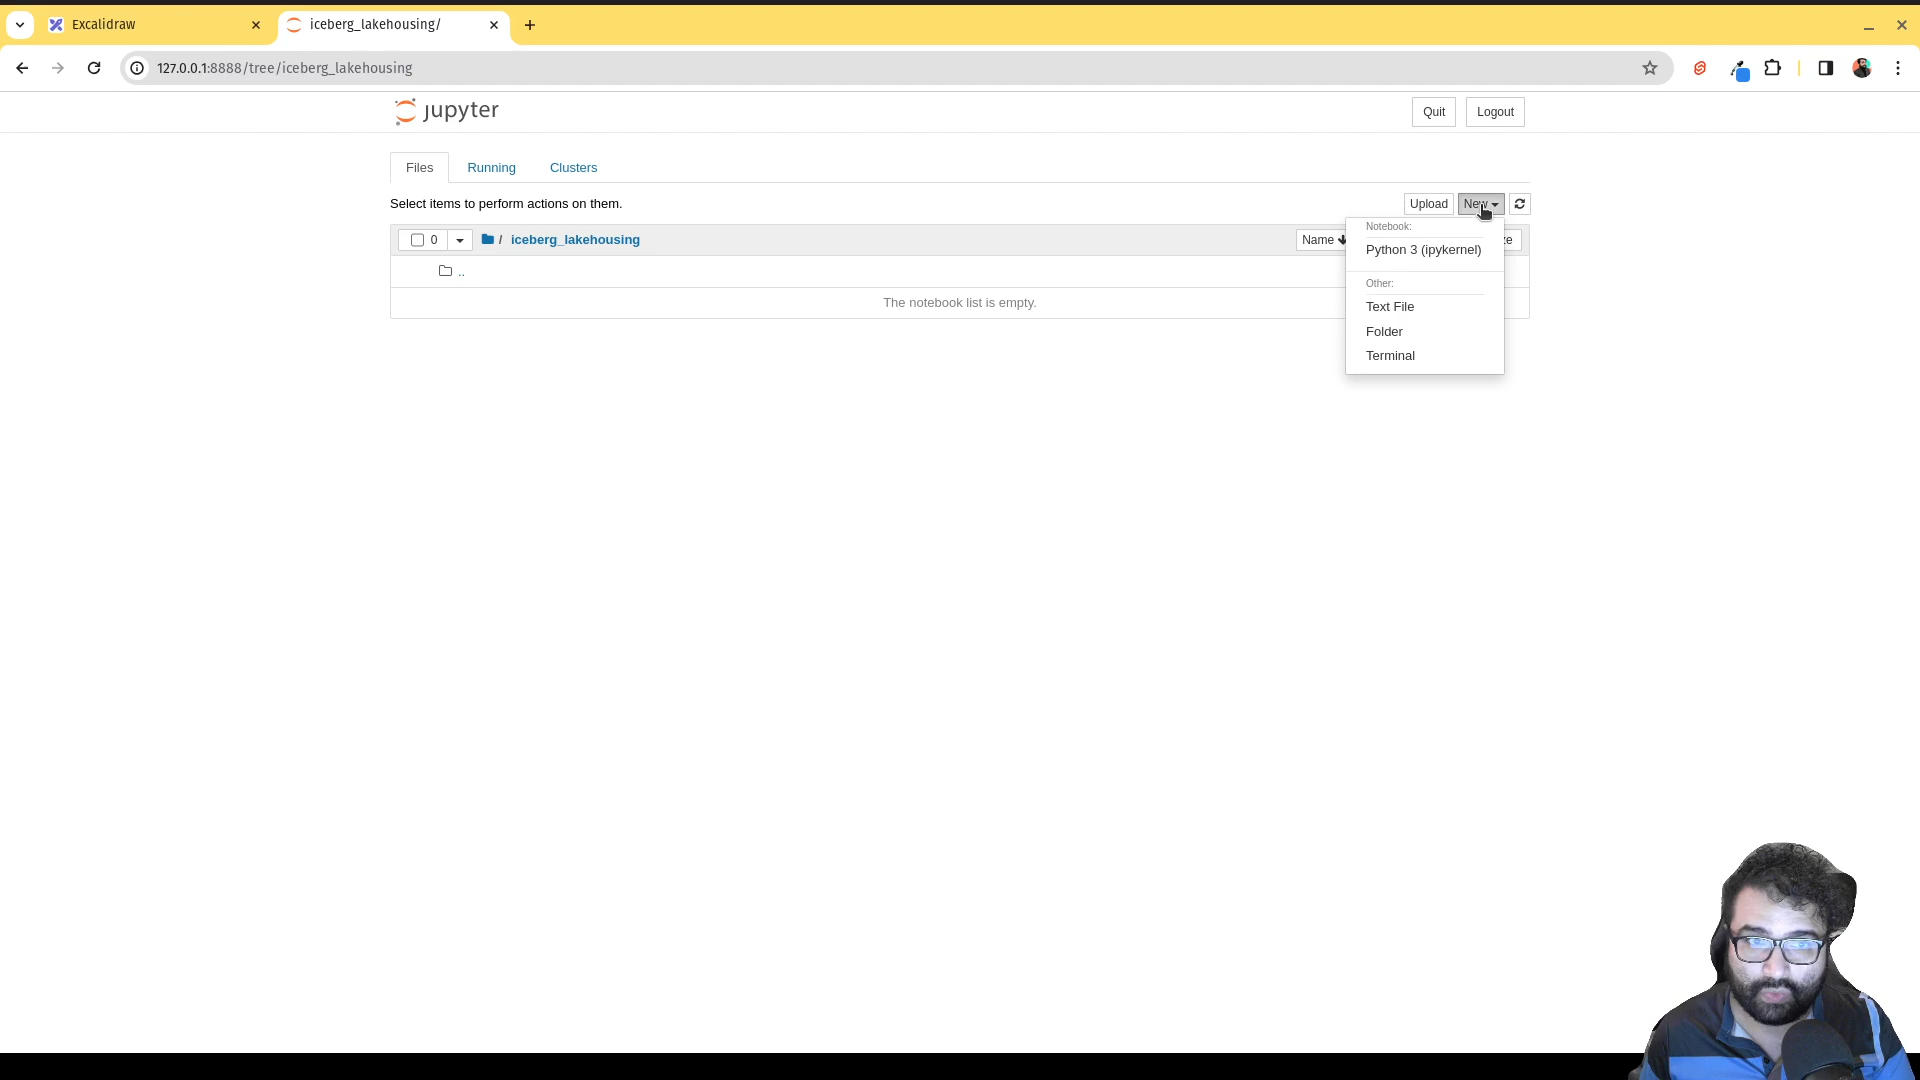 Excalidraw
iceberg_lakehousing/
127.0.0.1:8888/tree/iceberg_lakehousing
jupyter
Quit
Logout
Files
Running
Clusters
Select items to perform actions on them.
Upload
New
0
/ iceberg_lakehousing
Name
ze
..
The notebook list is empty.
Notebook:
Python 3 (ipykernel)
Other:
Text File
Folder
Terminal